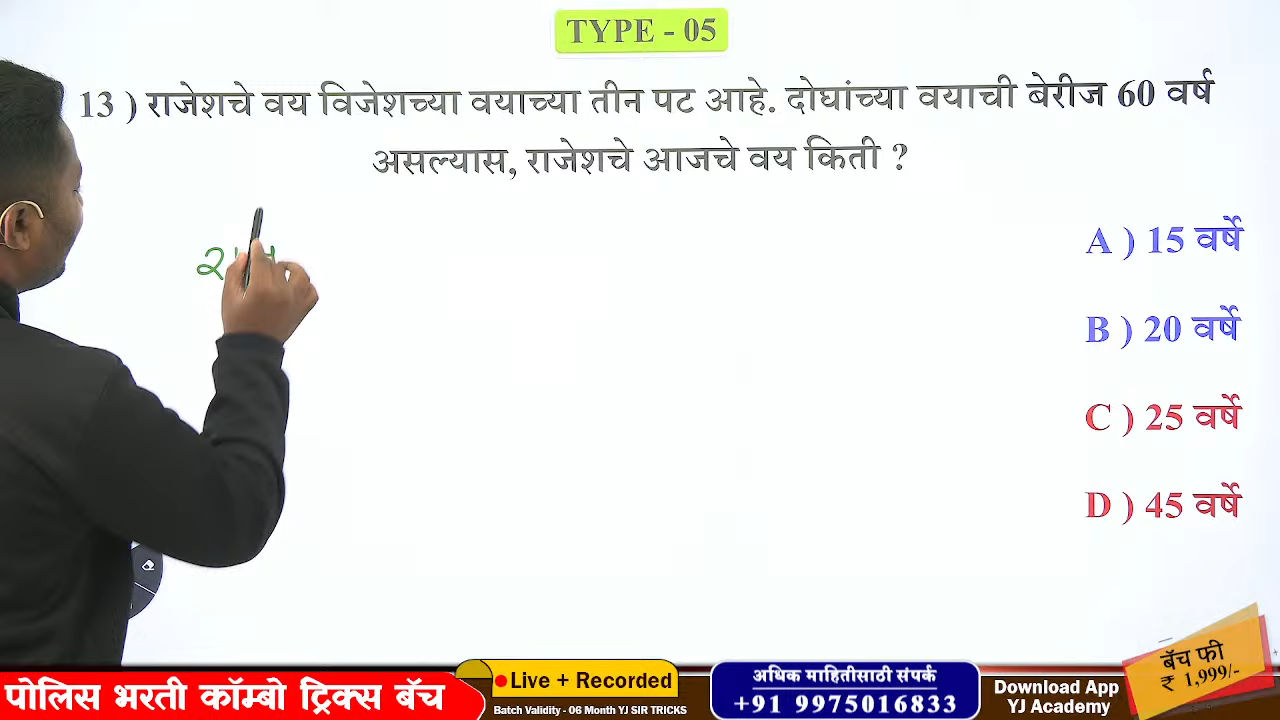 TYPE - 05
13 ) राजेशचे वय विजेशच्या वयाच्या तीन पट आहे. दोघांच्या वयाची बेरीज 60 वर्ष
असल्यास, राजेशचे आजचे वय किती ?
A ) 15 वर्षे
B ) 20 वर्षे
C ) 25 वर्षे
D ) 45 वर्षे
बॅच फी
₹ 1,999/-
पोलिस भरती कॉम्बो ट्रिक्स बॅच
Live + Recorded
Batch Validity - 06 Month YJ SIR TRICKS
अधिक माहितीसाठी संपर्क
+91 9975016833
Download App
YJ Academy